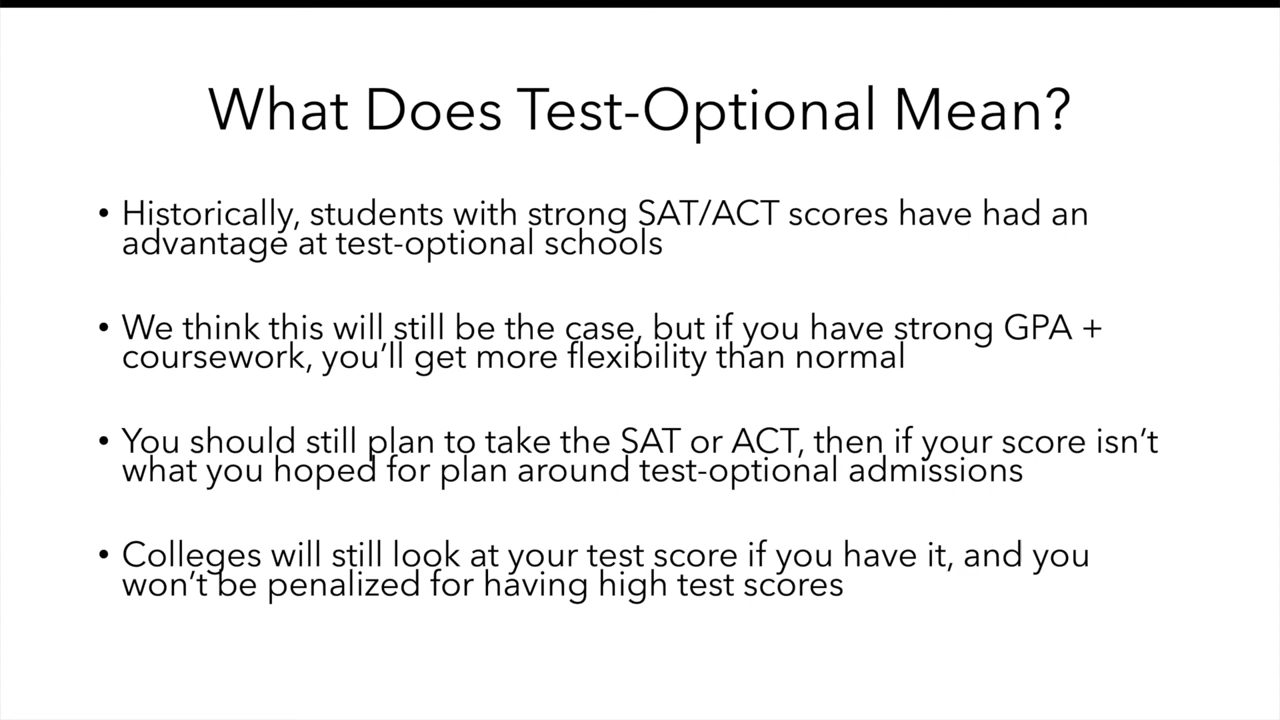 What Does Test-Optional Mean?
• Historically, students with strong SAT/ACT scores have had an
advantage at test-optional schools
• We think this will still be the case, but if you have strong GPA +
coursework, you’ll get more flexibility than normal
• You should still plan to take the SAT or ACT, then if your score isn’t
what you hoped for plan around test-optional admissions
• Colleges will still look at your test score if you have it, and you
won’t be penalized for having high test scores